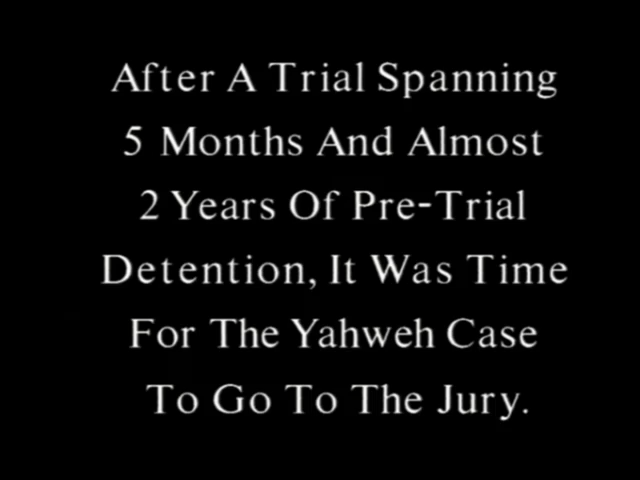 After A Trial Spanning
5 Months And Almost
2 Years Of Pre-Trial
Detention, It Was Time
For The Yahweh Case
To Go To The Jury.